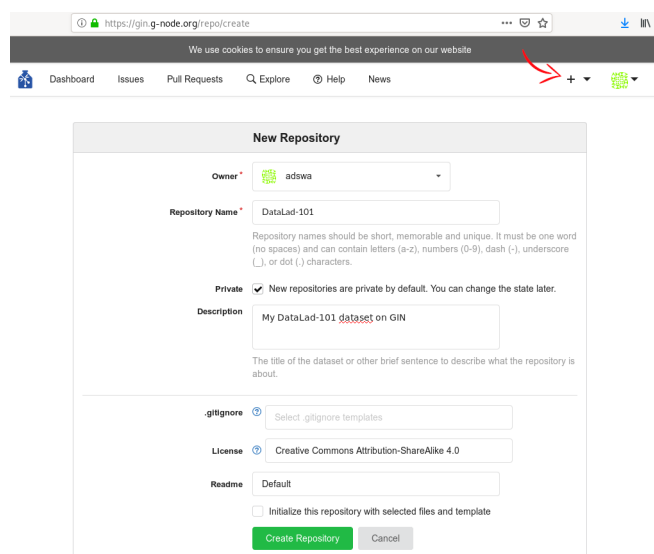 https://gin.g-node.org/repo/create
We use cookies to ensure you get the best experience on our website
Dashboard Issues Pull Requests Explore Help News
New Repository
Owner* adswa
Repository Name* DataLad-101
Repository names should be short, memorable and unique. It must be one word
(no spaces) and can contain letters (a-z), numbers (0-9), dash (-), underscore
(_), or dot (.) characters.
Private New repositories are private by default. You can change the state later.
Description My DataLad-101 dataset on GIN
The title of the dataset or other brief sentence to describe what the repository is
about.
.gitignore Select .gitignore templates
License Creative Commons Attribution-ShareAlike 4.0
Readme Default
Initialize this repository with selected files and template
Create Repository Cancel